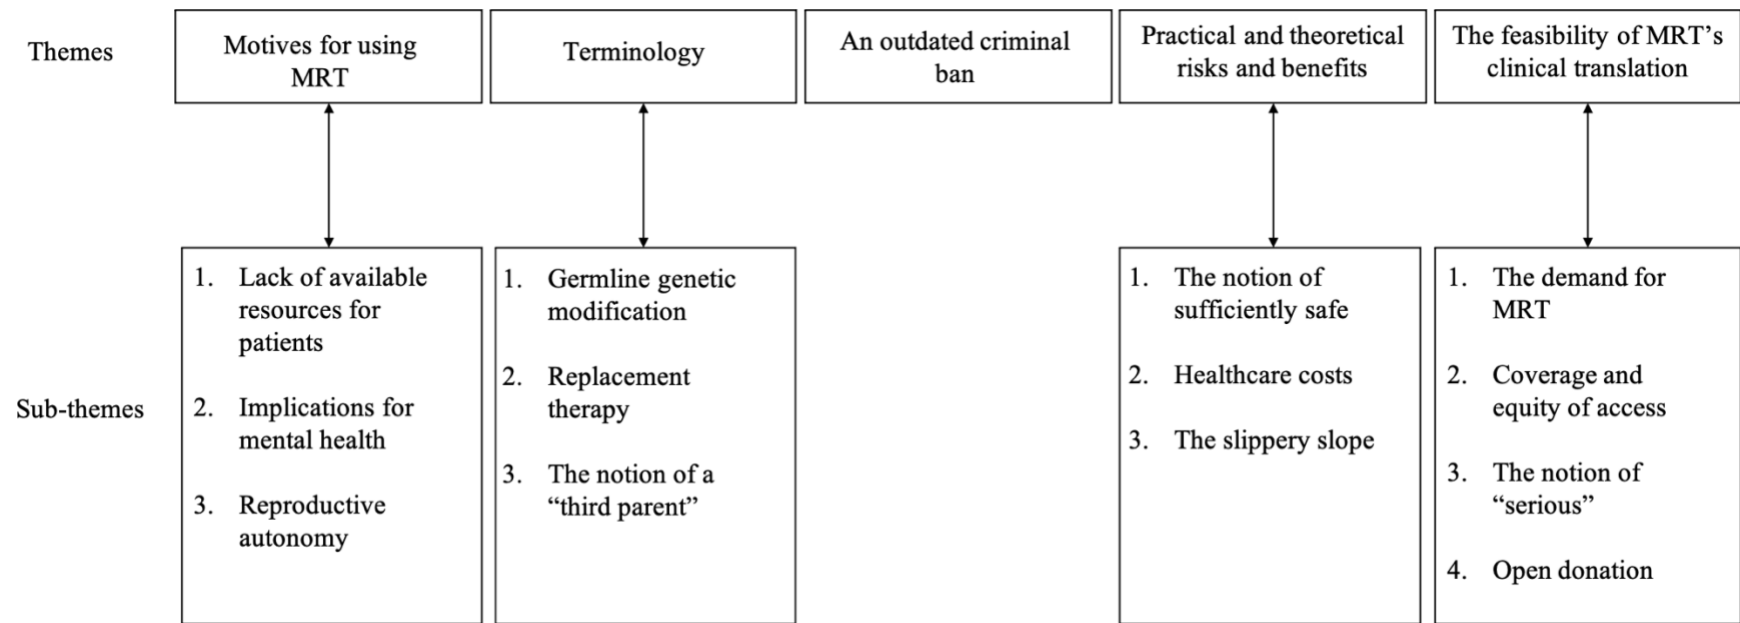 Themes
Motives for using
MRT
Terminology
An outdated criminal
ban
Practical and theoretical
risks and benefits
The feasibility of MRT’s
clinical translation
Sub-themes
1. Lack of available
resources for
patients
2. Implications for
mental health
3. Reproductive
autonomy
1. Germline genetic
modification
2. Replacement
therapy
3. The notion of a
“third parent”
1. The notion of
sufficiently safe
2. Healthcare costs
3. The slippery slope
1. The demand for
MRT
2. Coverage and
equity of access
3. The notion of
“serious”
4. Open donation